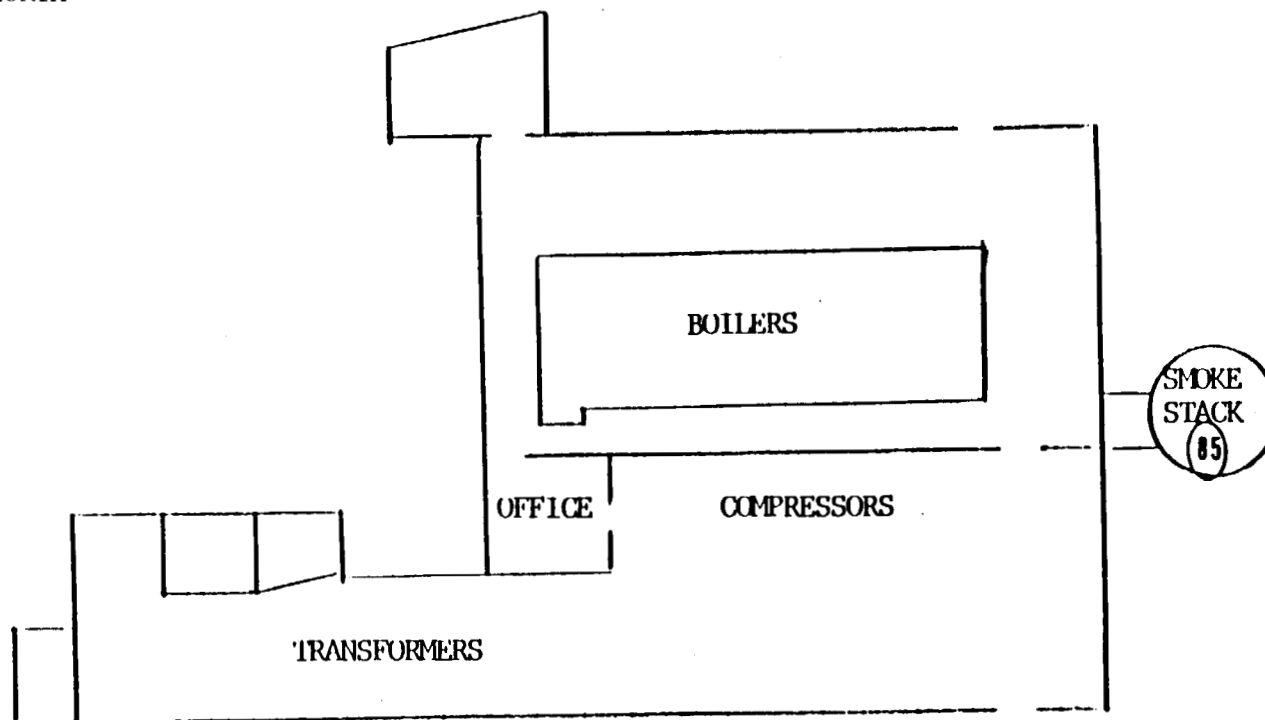 BOILERS
SMOKE
STACK
85
OFFICE
COMPRESSORS
TRANSFORMERS